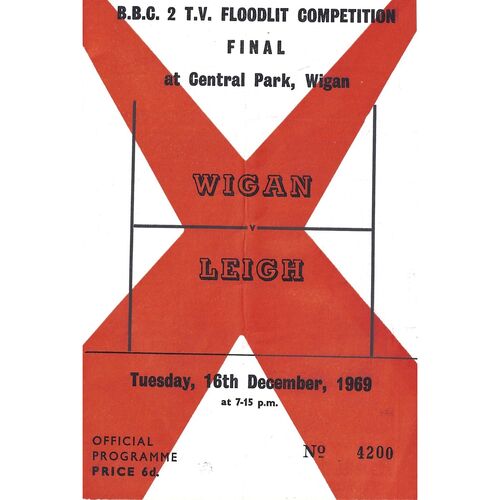 B.B.C. 2 T.V. FLOODLIT COMPETITION
FINAL
at Central Park, Wigan
WIGAN
v
LEIGH
Tuesday, 16th December, 1969
at 7-15 p.m.
OFFICIAL
PROGRAMME
PRICE 6d.
No 4200